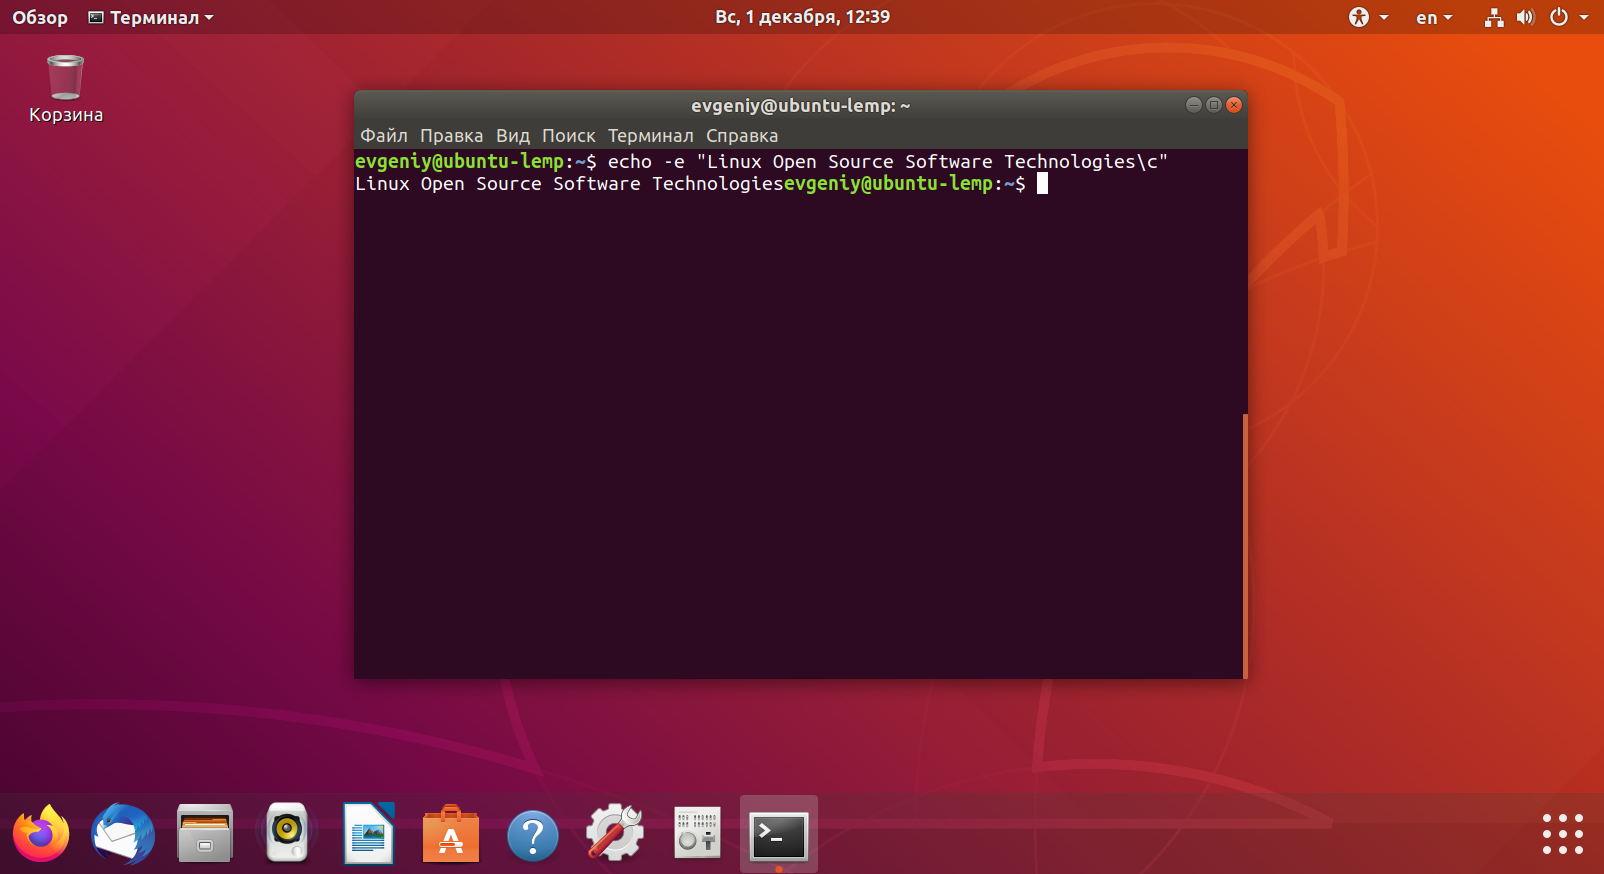 Обзор Терминал Вс, 1 декабря, 12:39 en
Корзина
evgeniy@ubuntu-lemp: ~
Файл Правка Вид Поиск Терминал Справка
evgeniy@ubuntu-lemp:~$ echo -e "Linux Open Source Software Technologies\c"
Linux Open Source Software Technologiesevgeniy@ubuntu-lemp:~$